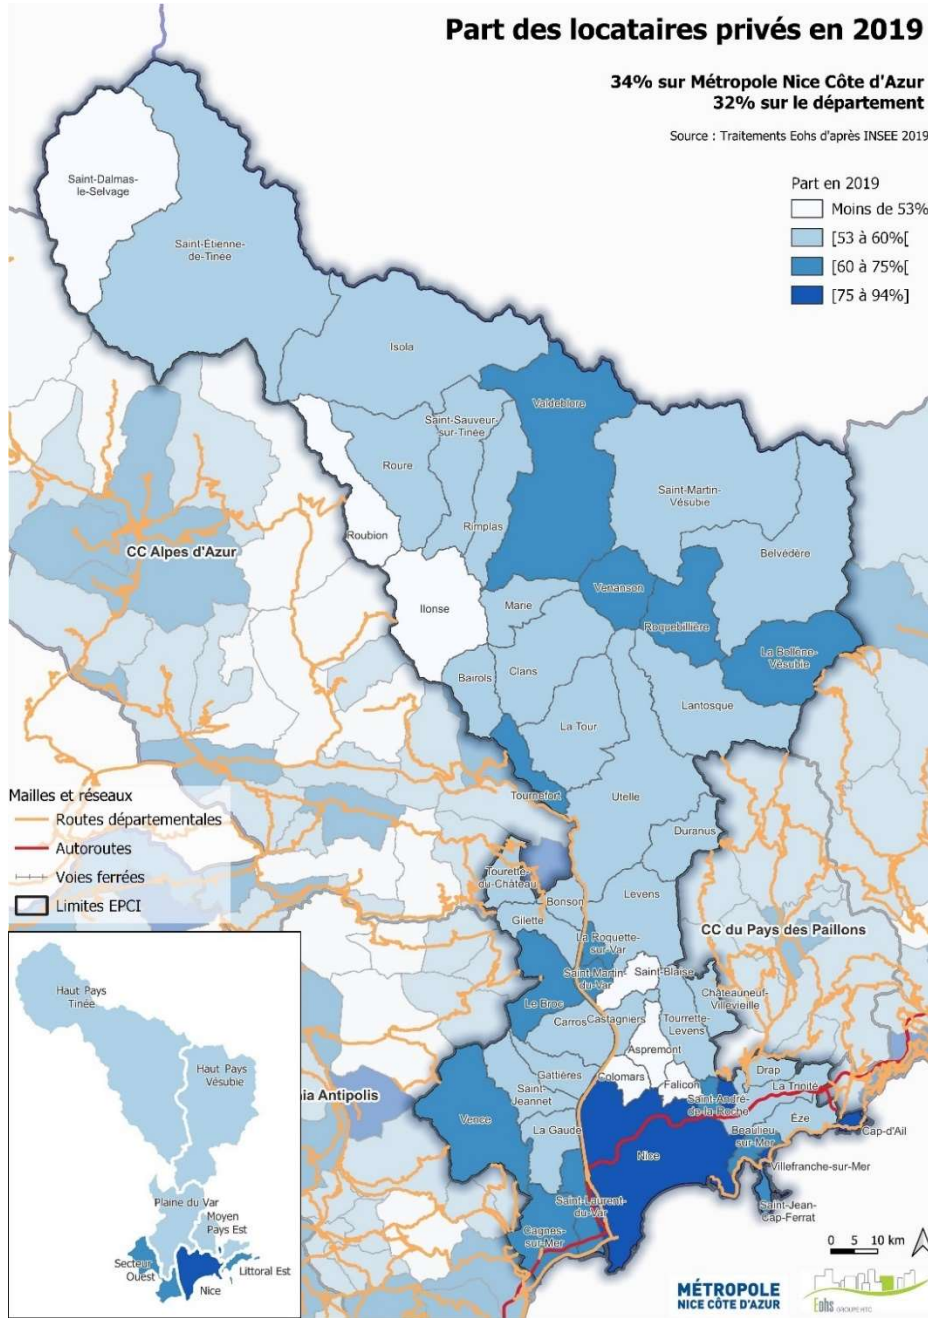 Part des locataires privés en 2019
34% sur Métropole Nice Côte d'Azur
32% sur le département
Source : Traitements Eohs d'après INSEE 2019
Part en 2019
Moins de 53%
[53 à 60%[
[60 à 75%[
[75 à 94%]
Saint-Dalmas-
le-Selvage
Saint-Étienne-
de-Tinée
Isola
Valdeblore
Saint-Sauveur-
sur-Tinée
Roure
Saint-Martin-
Vésubie
Rimplas
Roubion
CC Alpes d'Azur
Belvédère
Venanson
Ilonse
Marie
Roquebillière
La Bollène-
Vésubie
Clans
Bairols
Lantosque
La Tour
Tournefort
Utelle
Mailles et réseaux
Routes départementales
Autoroutes
Voies ferrées
Limites EPCI
Duranus
Tourette-
du-Château
Levens
Bonson
Gilette
CC du Pays des Paillons
La Roquette-
sur-Var
Saint-Martin-
du-Var
Saint-Blaise
Châteauneuf-
Villevieille
Le Broc
Carros
Castagniers
Tourrette-
Levens
Aspremont
Drap
Gattières
Colomars
Falicon
La Trinité
Saint-
Jeannet
Saint-André-
de-la-Roche
ia Antipolis
Vence
Èze
La Gaude
Beaulieu
-sur-Mer
Cap-d'Ail
Nice
Villefranche-sur-Mer
Saint-Laurent-
du-Var
Saint-Jean-
Cap-Ferrat
Cagnes-
sur-Mer
Haut Pays
Tinée
Haut Pays
Vésubie
Plaine du Var
Moyen
Pays Est
Secteur
Ouest
Littoral Est
Nice
0 5 10 km
MÉTROPOLE
NICE CÔTE D'AZUR
Eohs GROUPE HTC